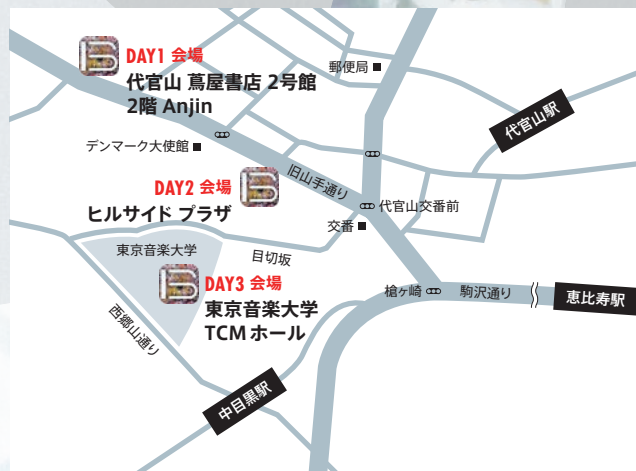 DAY1 会場
代官山 蔦屋書店 2号館
2階 Anjin
郵便局
代官山駅
デンマーク大使館
旧山手通り
DAY2 会場
ヒルサイド プラザ
代官山交番前
交番
東京音楽大学
目切坂
DAY3 会場
東京音楽大学
TCMホール
槍ヶ崎
駒沢通り
恵比寿駅
西郷山通り
中目黒駅